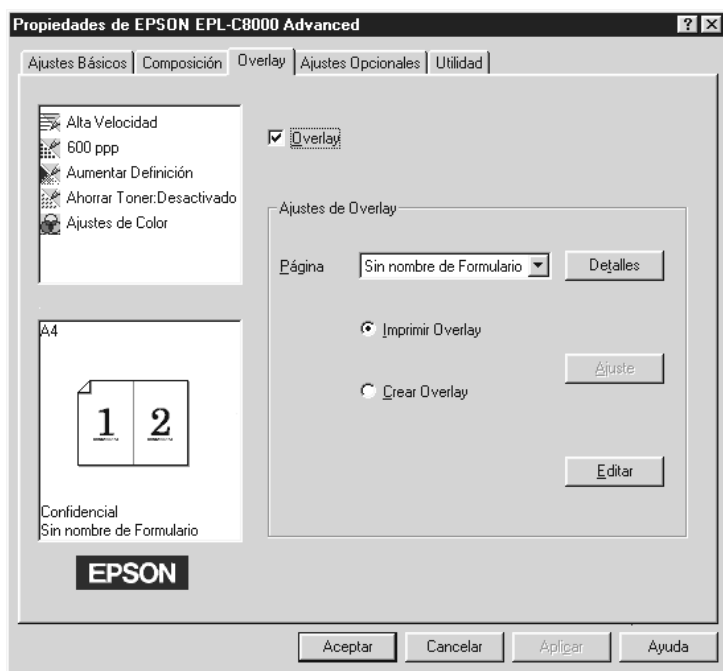 Propiedades de EPSON EPL-C8000 Advanced
Ajustes Básicos Composición Overlay Ajustes Opcionales Utilidad
Alta Velocidad
600 ppp
Aumentar Definición
Ahorrar Toner:Desactivado
Ajustes de Color
Overlay
Ajustes de Overlay
Página Sin nombre de Formulario Detalles
Imprimir Overlay
Ajuste
Crear Overlay
Editar
A4
1 2
Confidencial
Sin nombre de Formulario
EPSON
Aceptar Cancelar Aplicar Ayuda